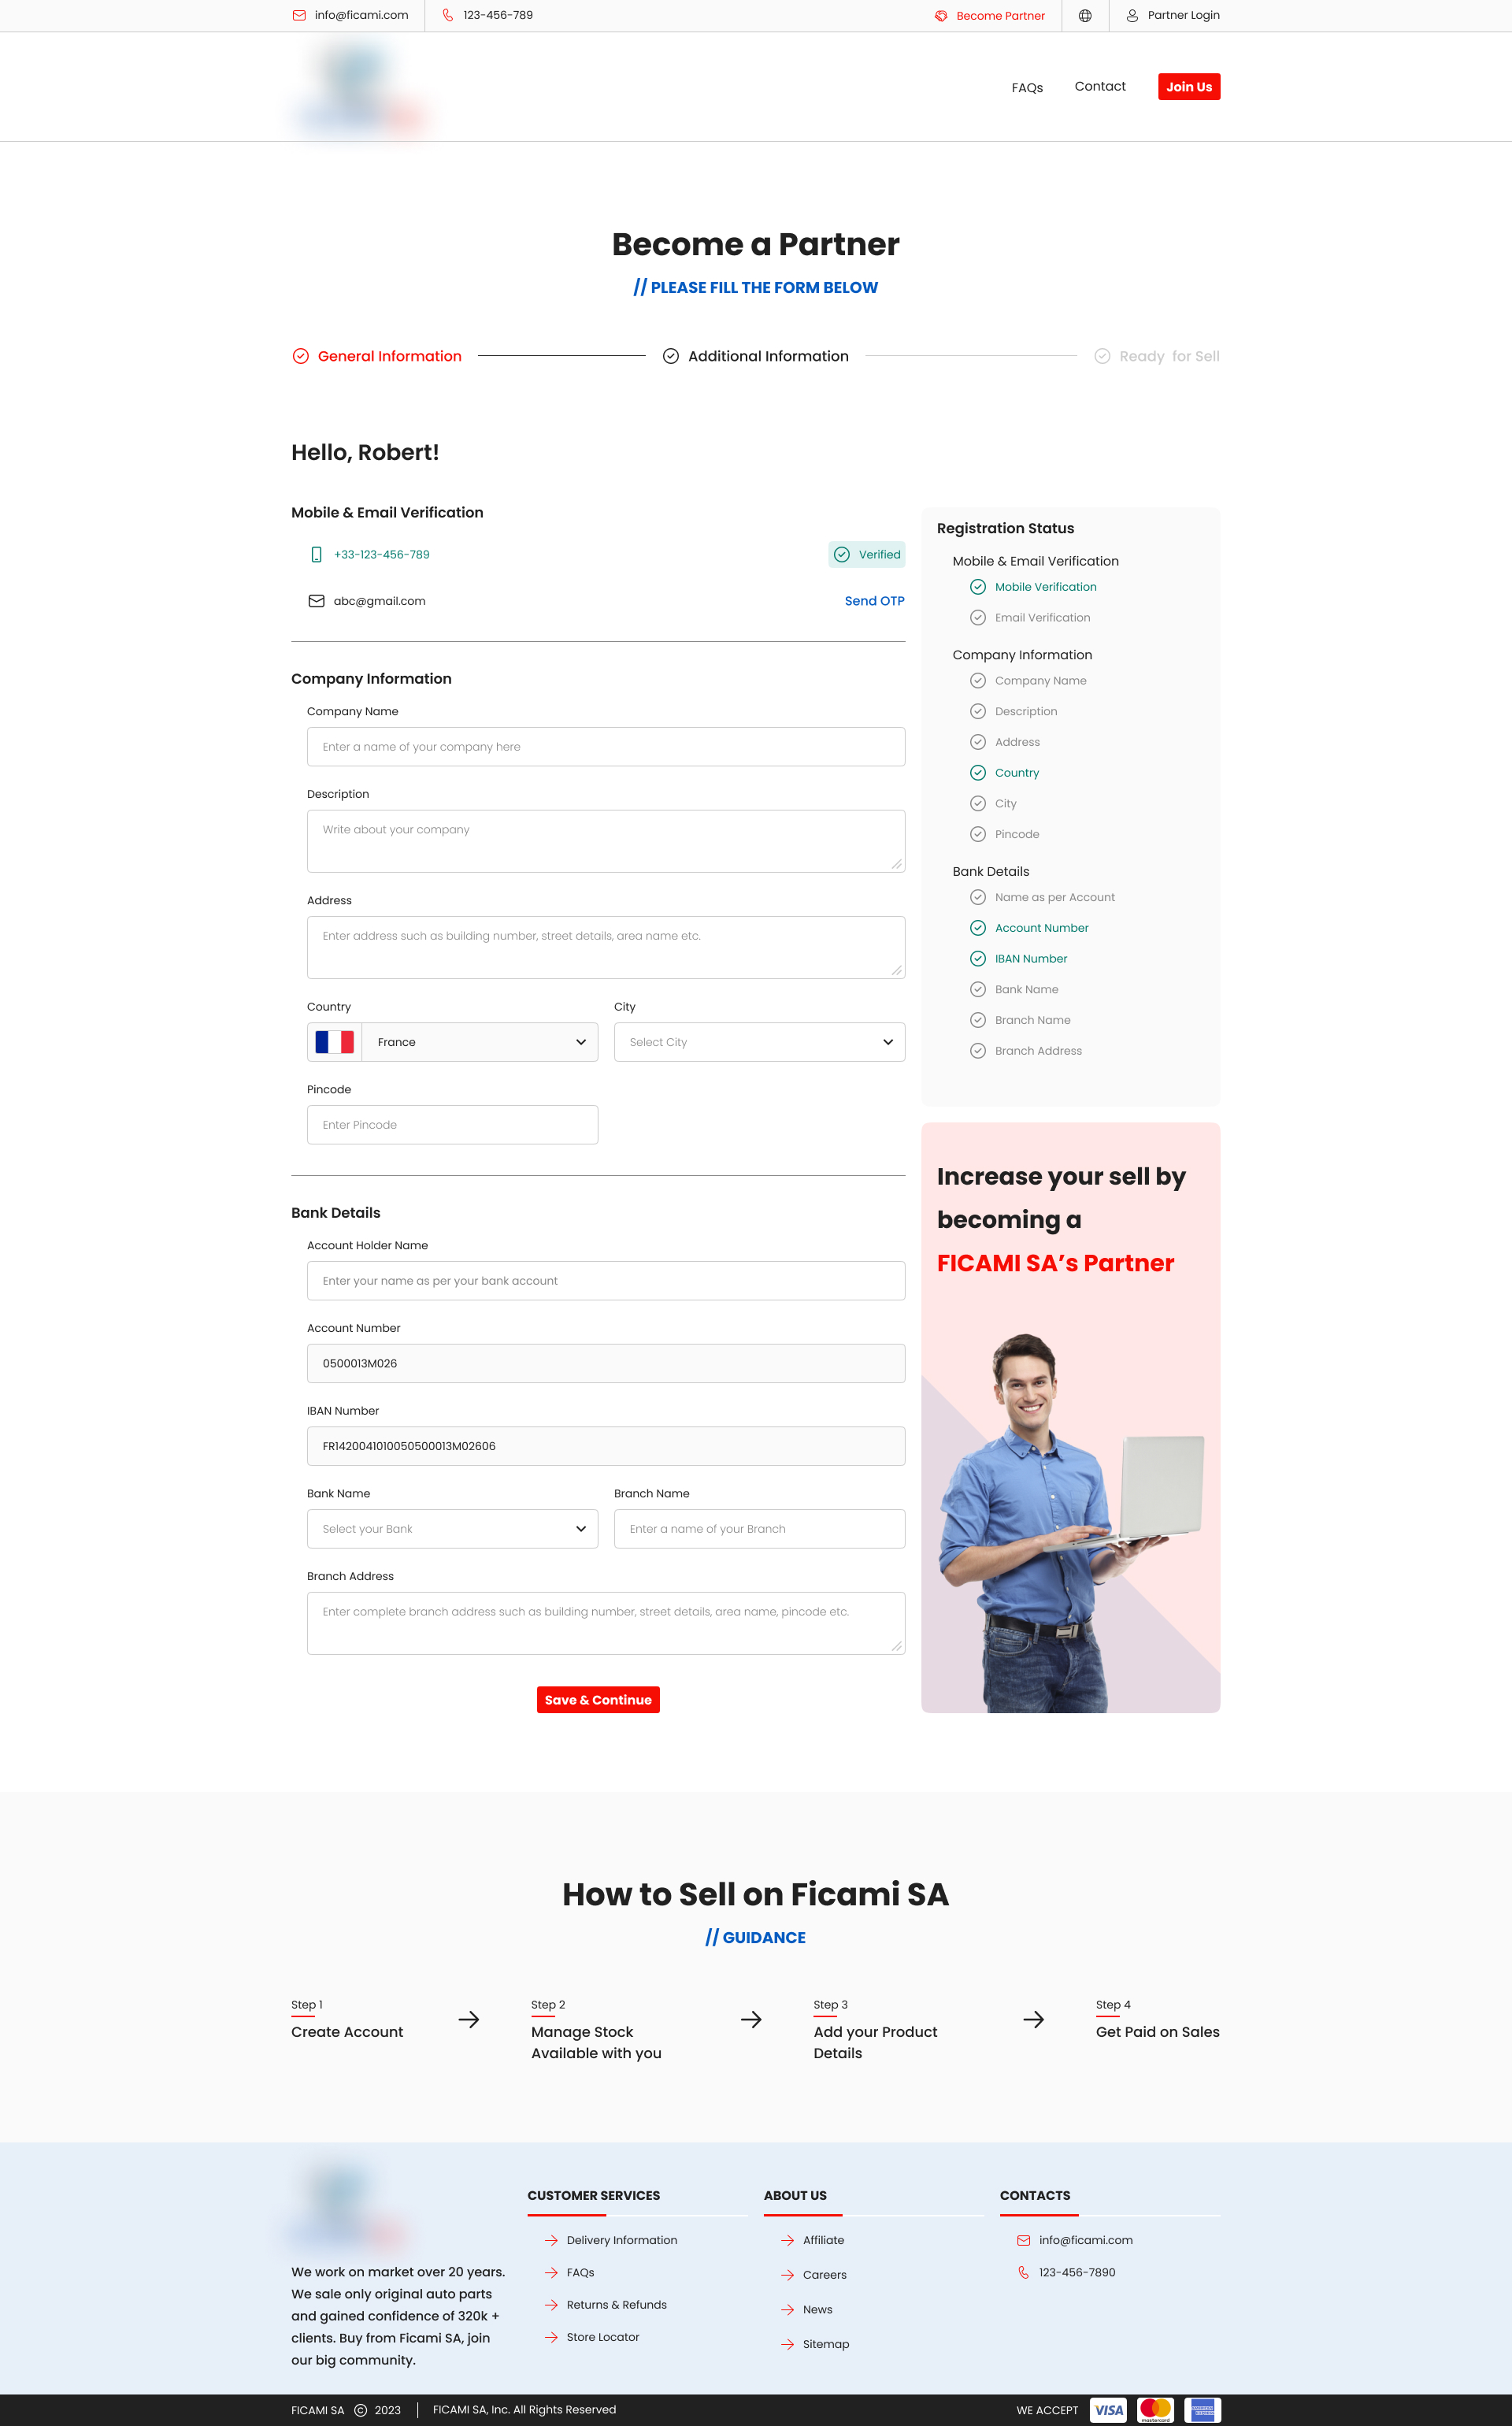 info@ficami.com
123-456-789
Become Partner
Partner Login
FAQs
Contact
Join Us
Become a Partner
// PLEASE FILL THE FORM BELOW
General Information
Additional Information
Ready for Sell
Hello, Robert!
Mobile & Email Verification
+33-123-456-789
Verified
abc@gmail.com
Send OTP
Company Information
Company Name
Enter a name of your company here
Description
Write about your company
Address
Enter address such as building number, street details, area name etc.
Country
City
France
Select City
Pincode
Enter Pincode
Bank Details
Account Holder Name
Enter your name as per your bank account
Account Number
0500013M026
IBAN Number
FR1420041010050500013M02606
Bank Name
Branch Name
Select your Bank
Enter a name of your Branch
Branch Address
Enter complete branch address such as building number, street details, area name, pincode etc.
Save & Continue
Registration Status
Mobile & Email Verification
Mobile Verification
Email Verification
Company Information
Company Name
Description
Address
Country
City
Pincode
Bank Details
Name as per Account
Account Number
IBAN Number
Bank Name
Branch Name
Branch Address
Increase your sell by
becoming a
FICAMI SA’s Partner
How to Sell on Ficami SA
// GUIDANCE
Step 1
Create Account
Step 2
Manage Stock
Available with you
Step 3
Add your Product
Details
Step 4
Get Paid on Sales
We work on market over 20 years.
We sale only original auto parts
and gained confidence of 320k +
clients. Buy from Ficami SA, join
our big community.
CUSTOMER SERVICES
Delivery Information
FAQs
Returns & Refunds
Store Locator
ABOUT US
Affiliate
Careers
News
Sitemap
CONTACTS
info@ficami.com
123-456-7890
FICAMI SA © 2023
FICAMI SA, Inc. All Rights Reserved
WE ACCEPT
VISA
mastercard
AMERICAN
EXPRESS